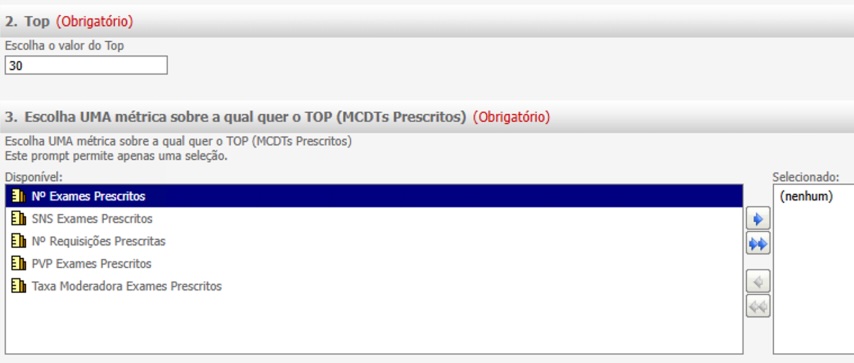 2. Top (Obrigatório)
Escolha o valor do Top
30
3. Escolha UMA métrica sobre a qual quer o TOP (MCDTs Prescritos) (Obrigatório)
Escolha UMA métrica sobre a qual quer o TOP (MCDTs Prescritos)
Este prompt permite apenas uma seleção.
Disponível:
Selecionado:
Nº Exames Prescritos
(nenhum)
SNS Exames Prescritos
Nº Requisições Prescritas
PVP Exames Prescritos
Taxa Moderadora Exames Prescritos